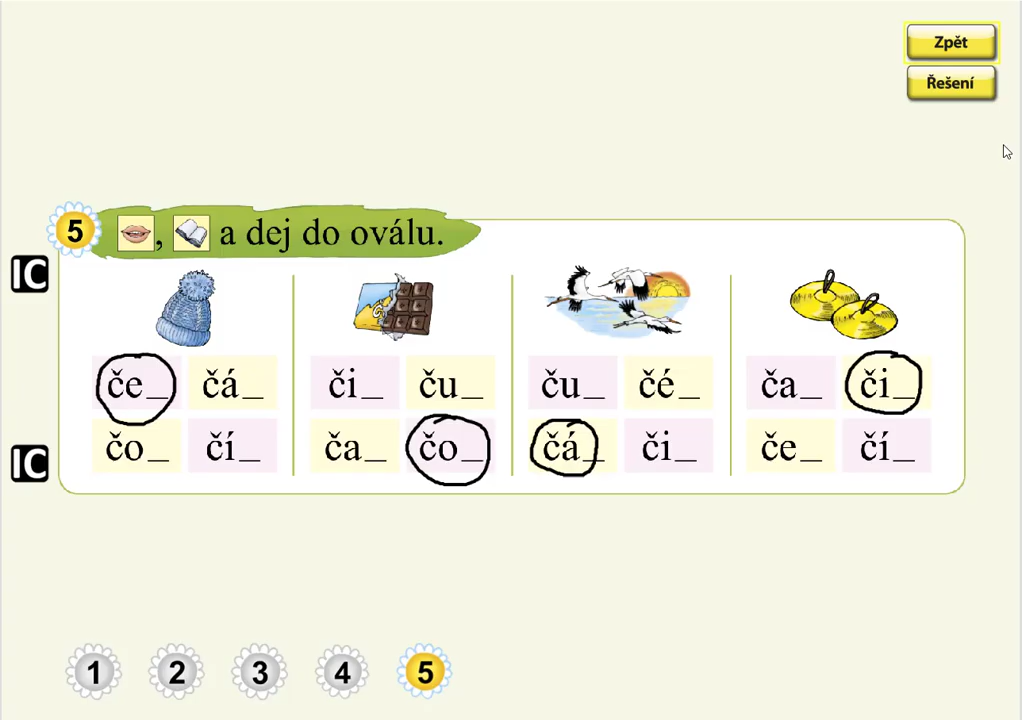 Zpět
Řešení
5 , a dej do oválu.
IC
če_ čá_ či_ ču_ ču_ čé_ ča_ či_
čo_ čí_ ča_ čo_ čá_ či_ če_ čí_
IC
1 2 3 4 5